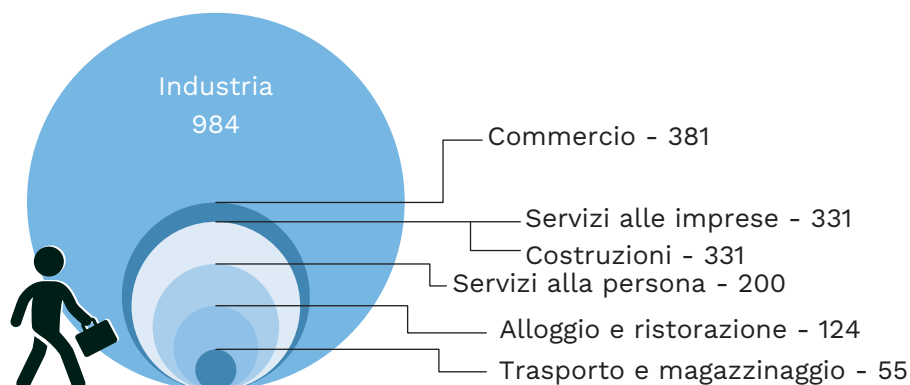 Industria
984
Commercio - 381
Servizi alle imprese - 331
Costruzioni - 331
Servizi alla persona - 200
Alloggio e ristorazione - 124
Trasporto e magazzinaggio - 55